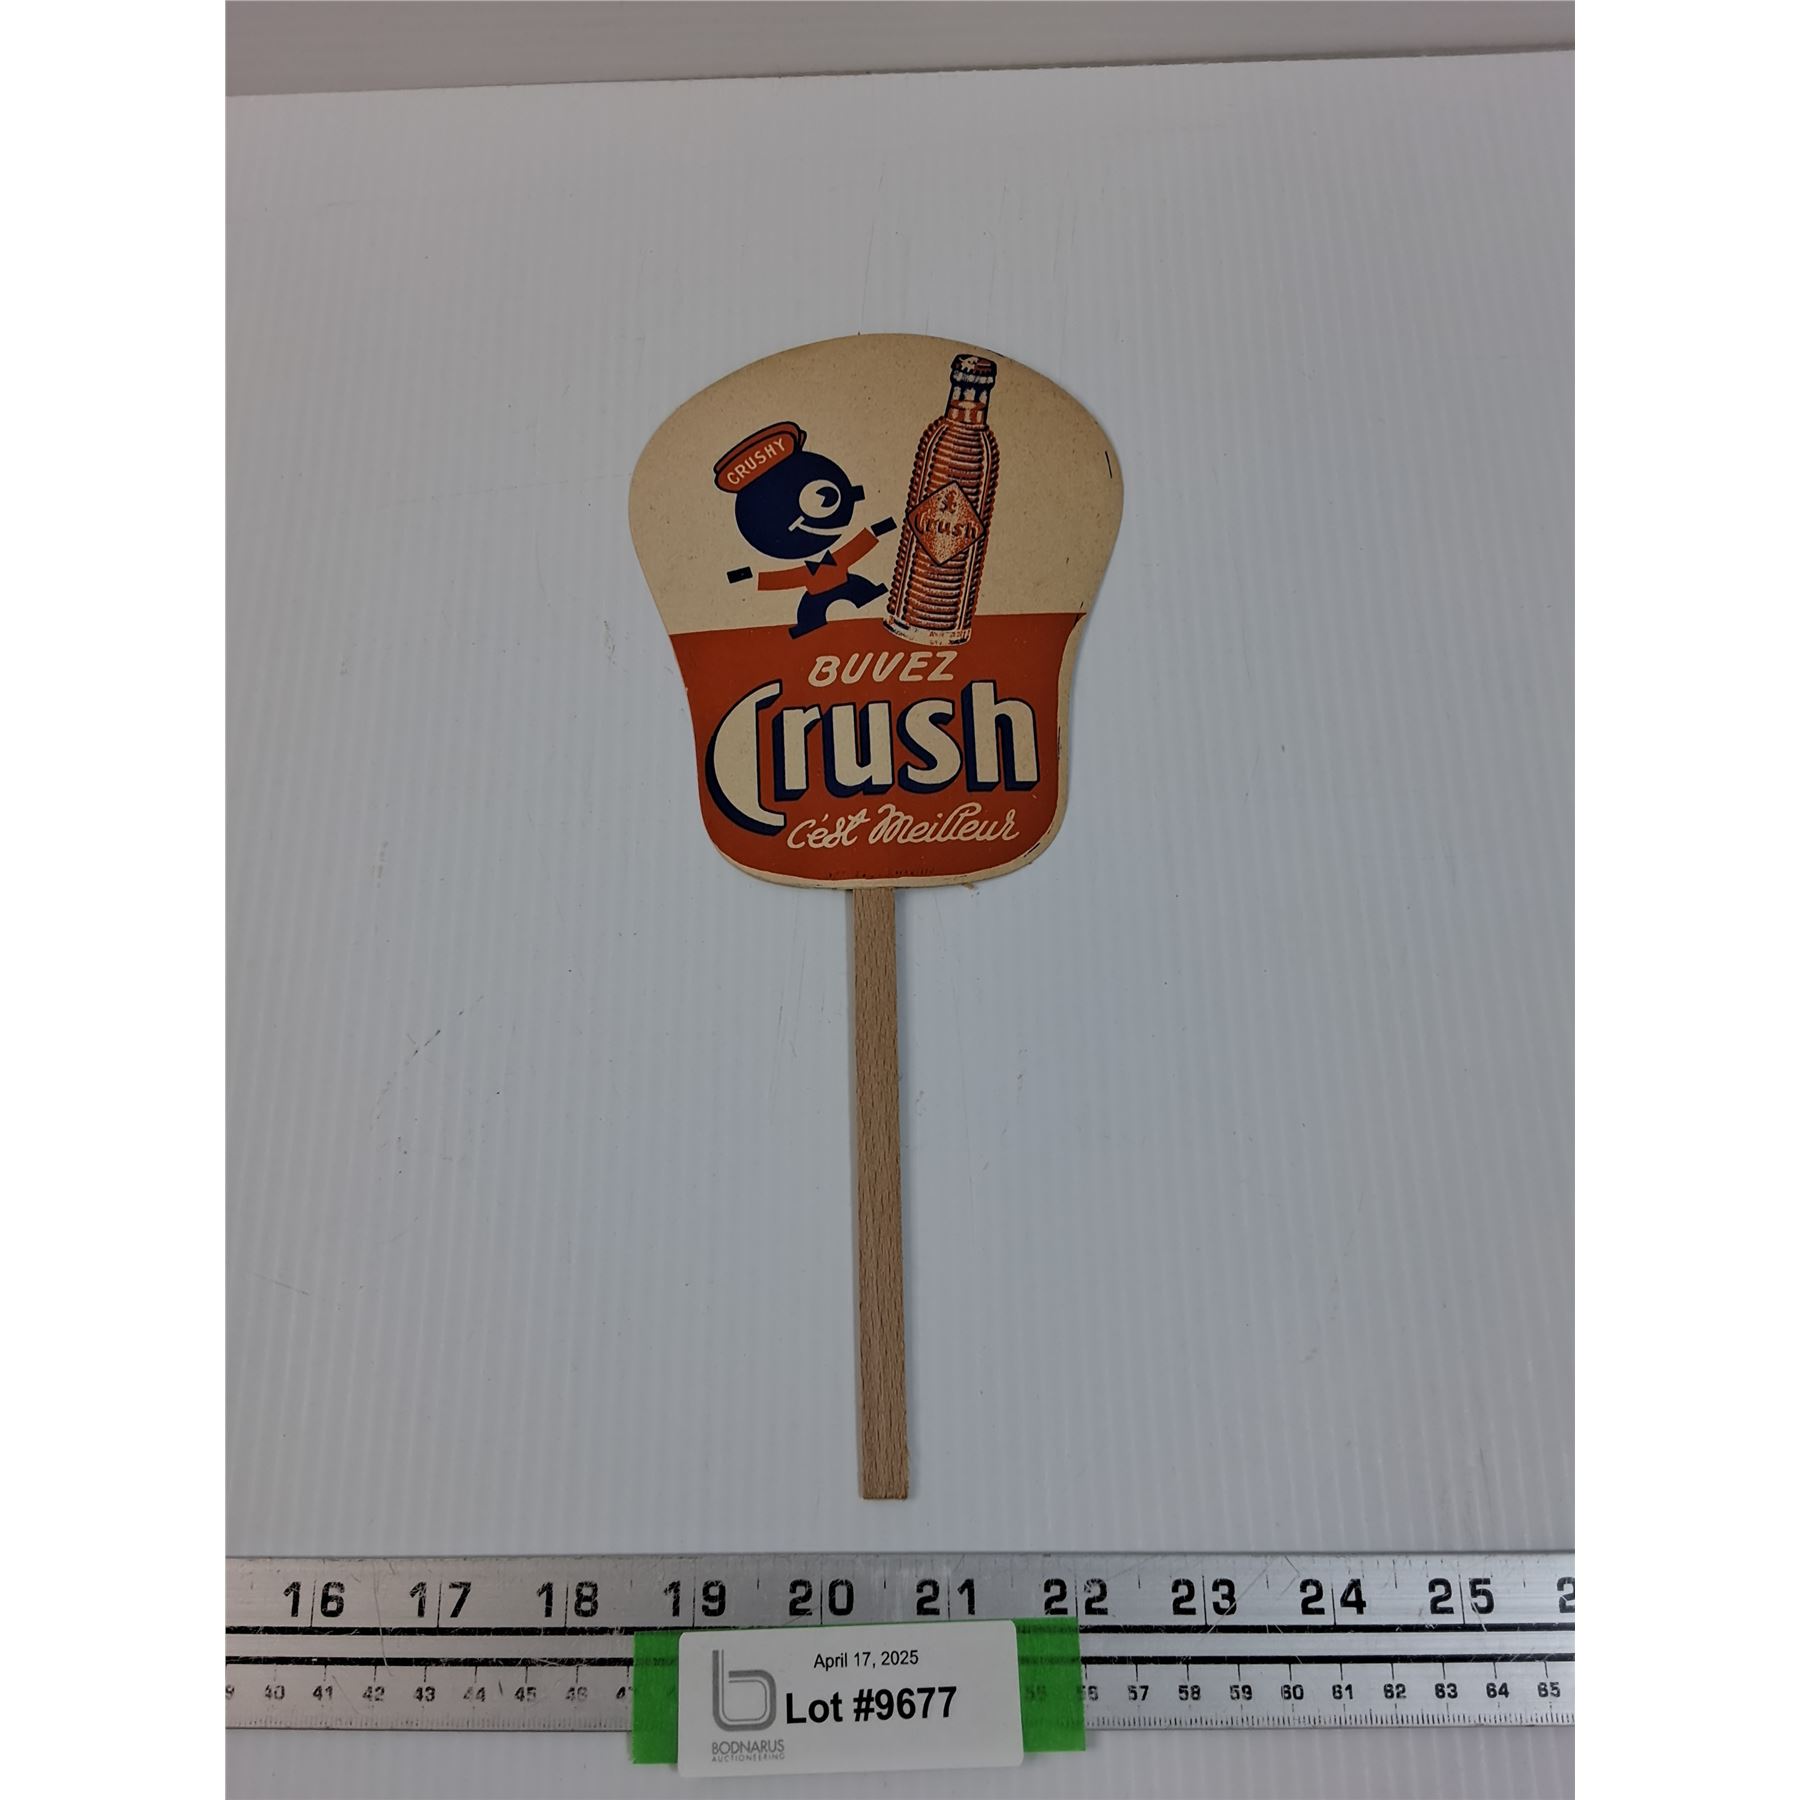 CRUSHY
Crush
BUVEZ
Crush
c'ést Meilleur
16 17 18 19 20 21 22 23 24 25
40 41 42 43 44 45 46 56 57 58 59 60 61 62 63 64 65
April 17, 2025
Lot #9677
BODNARUS
AUCTIONEERING